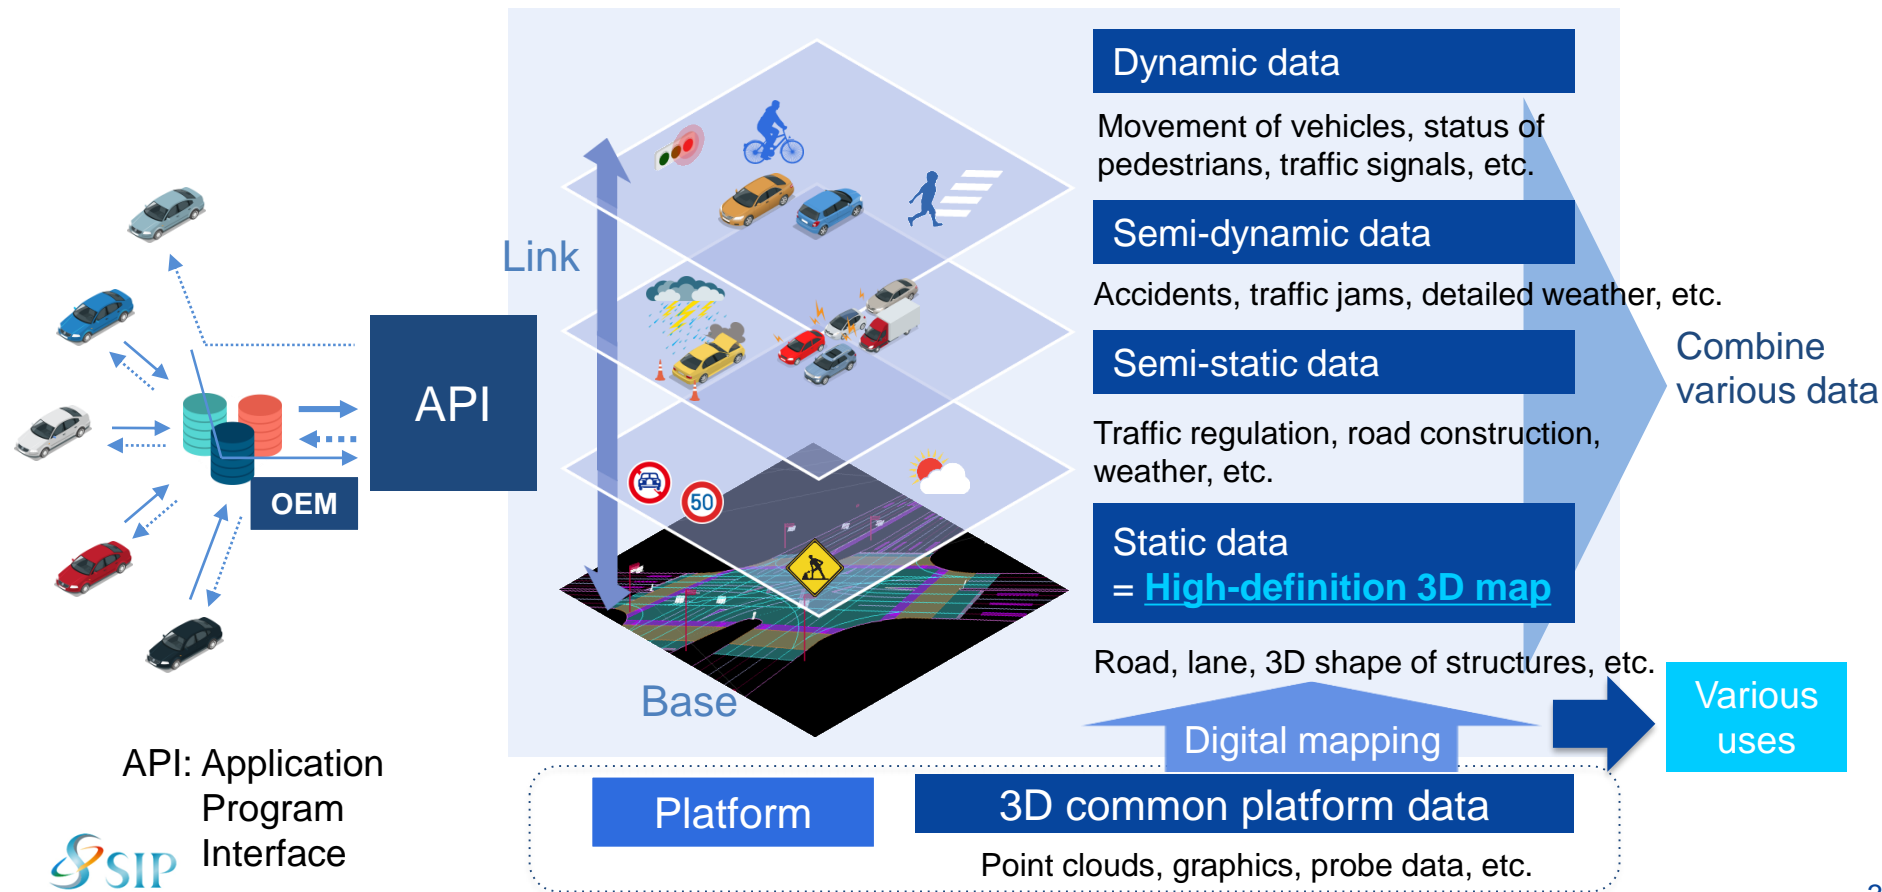 Dynamic data
Movement of vehicles, status of
pedestrians, traffic signals, etc.
Semi-dynamic data
Accidents, traffic jams, detailed weather, etc.
Semi-static data
Traffic regulation, road construction,
weather, etc.
Static data
= High-definition 3D map
Road, lane, 3D shape of structures, etc.
Combine
various data
Link
Base
50
API
OEM
Digital mapping
Various
uses
Platform
3D common platform data
Point clouds, graphics, probe data, etc.
API: Application
Program
Interface
SIP